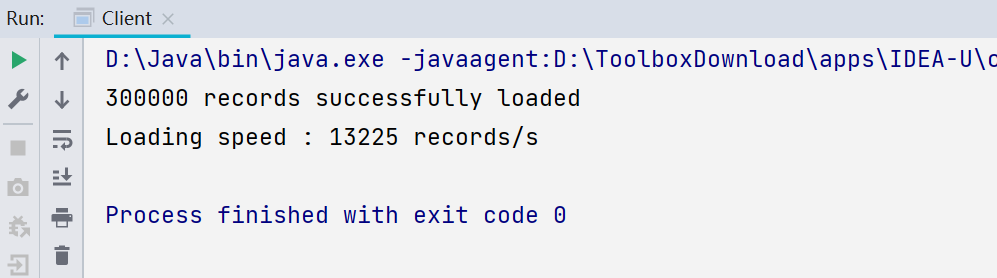 Run: Client
D:\Java\bin\java.exe -javaagent:D:\ToolboxDownload\apps\IDEA-U\c
300000 records successfully loaded
Loading speed : 13225 records/s
Process finished with exit code 0